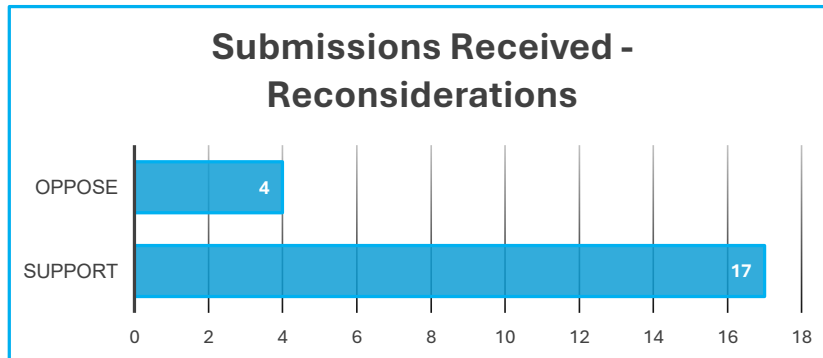 Submissions Received -
Reconsiderations
OPPOSE 4
SUPPORT 17
0 2 4 6 8 10 12 14 16 18